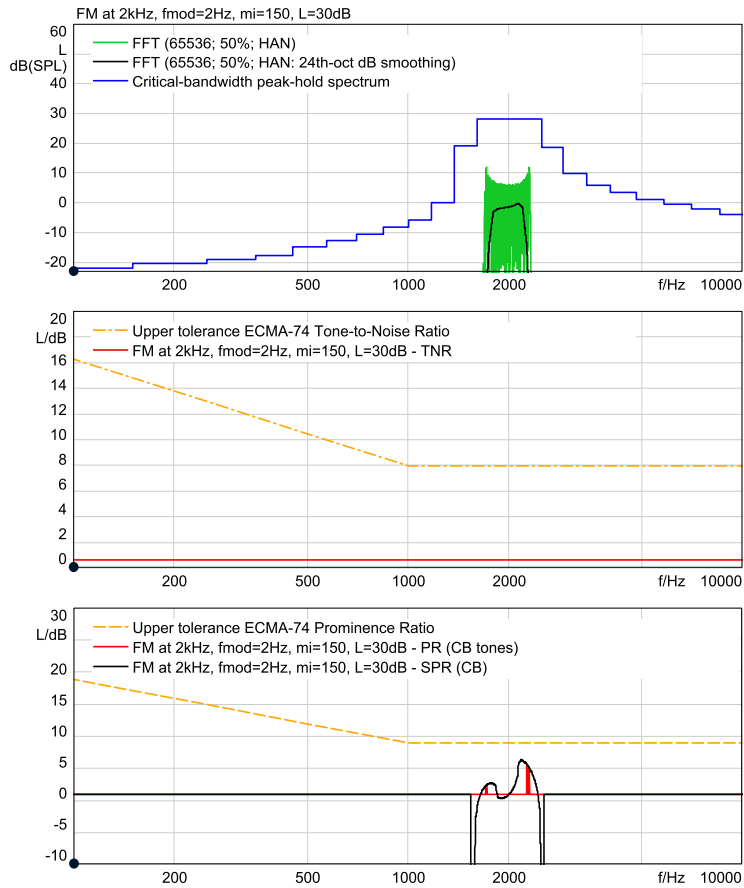 FM at 2kHz, fmod=2Hz, mi=150, L=30dB
60
L
dB(SPL)
40
30
20
10
0
-10
-20
FFT (65536; 50%; HAN)
FFT (65536; 50%; HAN: 24th-oct dB smoothing)
Critical-bandwidth peak-hold spectrum
200 500 1000 2000 f/Hz 10000
20
L/dB
16
14
12
10
8
6
4
2
0
Upper tolerance ECMA-74 Tone-to-Noise Ratio
FM at 2kHz, fmod=2Hz, mi=150, L=30dB - TNR
200 500 1000 2000 f/Hz 10000
30
L/dB
20
15
10
5
0
-5
-10
Upper tolerance ECMA-74 Prominence Ratio
FM at 2kHz, fmod=2Hz, mi=150, L=30dB - PR (CB tones)
FM at 2kHz, fmod=2Hz, mi=150, L=30dB - SPR (CB)
200 500 1000 2000 f/Hz 10000